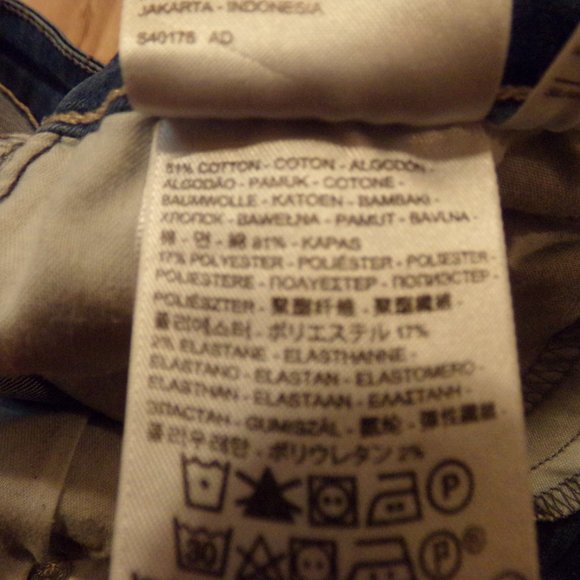 JAKARTA - INDONESIA
S40178 AD
81% COTTON - COTON - ALGODÓN -
ALGODÃO - PAMUK - COTONE -
BAUMWOLLE - KATOEN - BAMBAKI -
ХЛОПОК - BAWEŁNA - PAMUT - BAVLNA -
棉 - 면 - 綿 81% - KAPAS
17% POLYESTER - POLIÉSTER - POLIESTER -
POLIESTERE - ΠΟΛΥΕΣΤΕΡ - ПОЛИЭСТЕР -
POLIÉSZTER - 聚酯纤维 - 聚酯纖維 -
폴리에스터 - ポリエステル 17%
2% ELASTANE - ELASTHANNE -
ELASTANO - ELASTAN - ELASTOMERO -
ELASTHAN - ELASTAAN - ΕΛΑΣΤΑΝΗ -
ЭЛАСТАН - GUMISZÁL - 氨纶 - 彈性纖維 -
폴리우레탄 - ポリウレタン 2%
P
30 P®